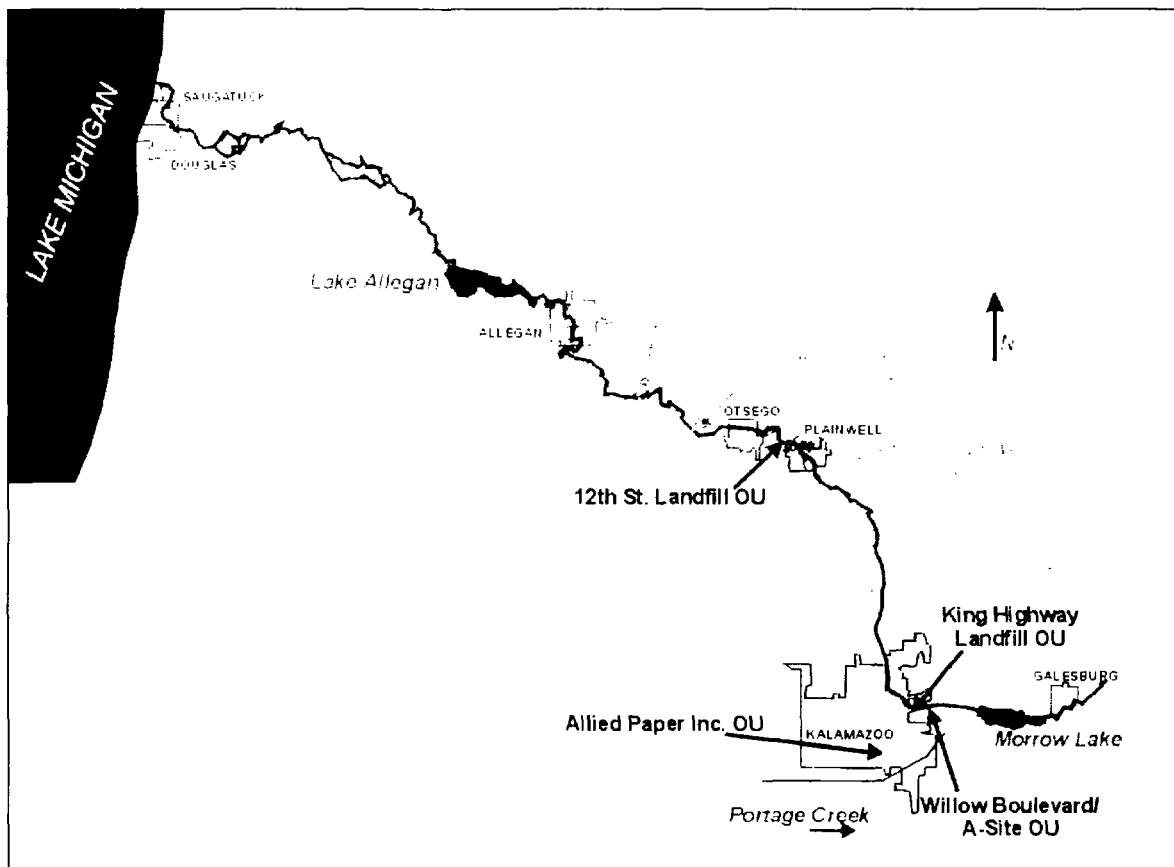 SAUGATUCK
DOUGLAS
LAKE MICHIGAN
Lake Allegan
ALLEGAN
N
OTSEGO
PLAINWELL
12th St. Landfill OU
King Highway
Landfill OU
GALESBURG
Allied Paper Inc. OU
KALAMAZOO
Morrow Lake
Willow Boulevard/
A-Site OU
Portage Creek